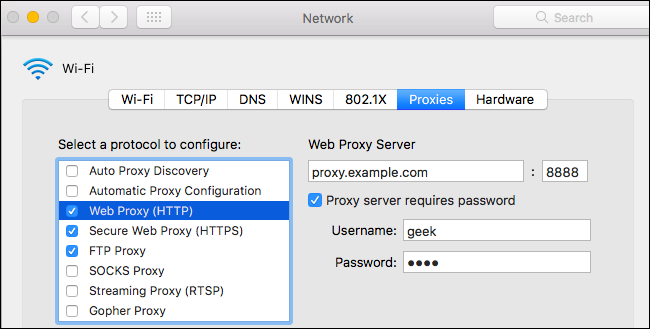 Network
Search
Wi-Fi
Wi-Fi TCP/IP DNS WINS 802.1X Proxies Hardware
Select a protocol to configure:
Auto Proxy Discovery
Automatic Proxy Configuration
Web Proxy (HTTP)
Secure Web Proxy (HTTPS)
FTP Proxy
SOCKS Proxy
Streaming Proxy (RTSP)
Gopher Proxy
Web Proxy Server
proxy.example.com : 8888
Proxy server requires password
Username: geek
Password: ••••